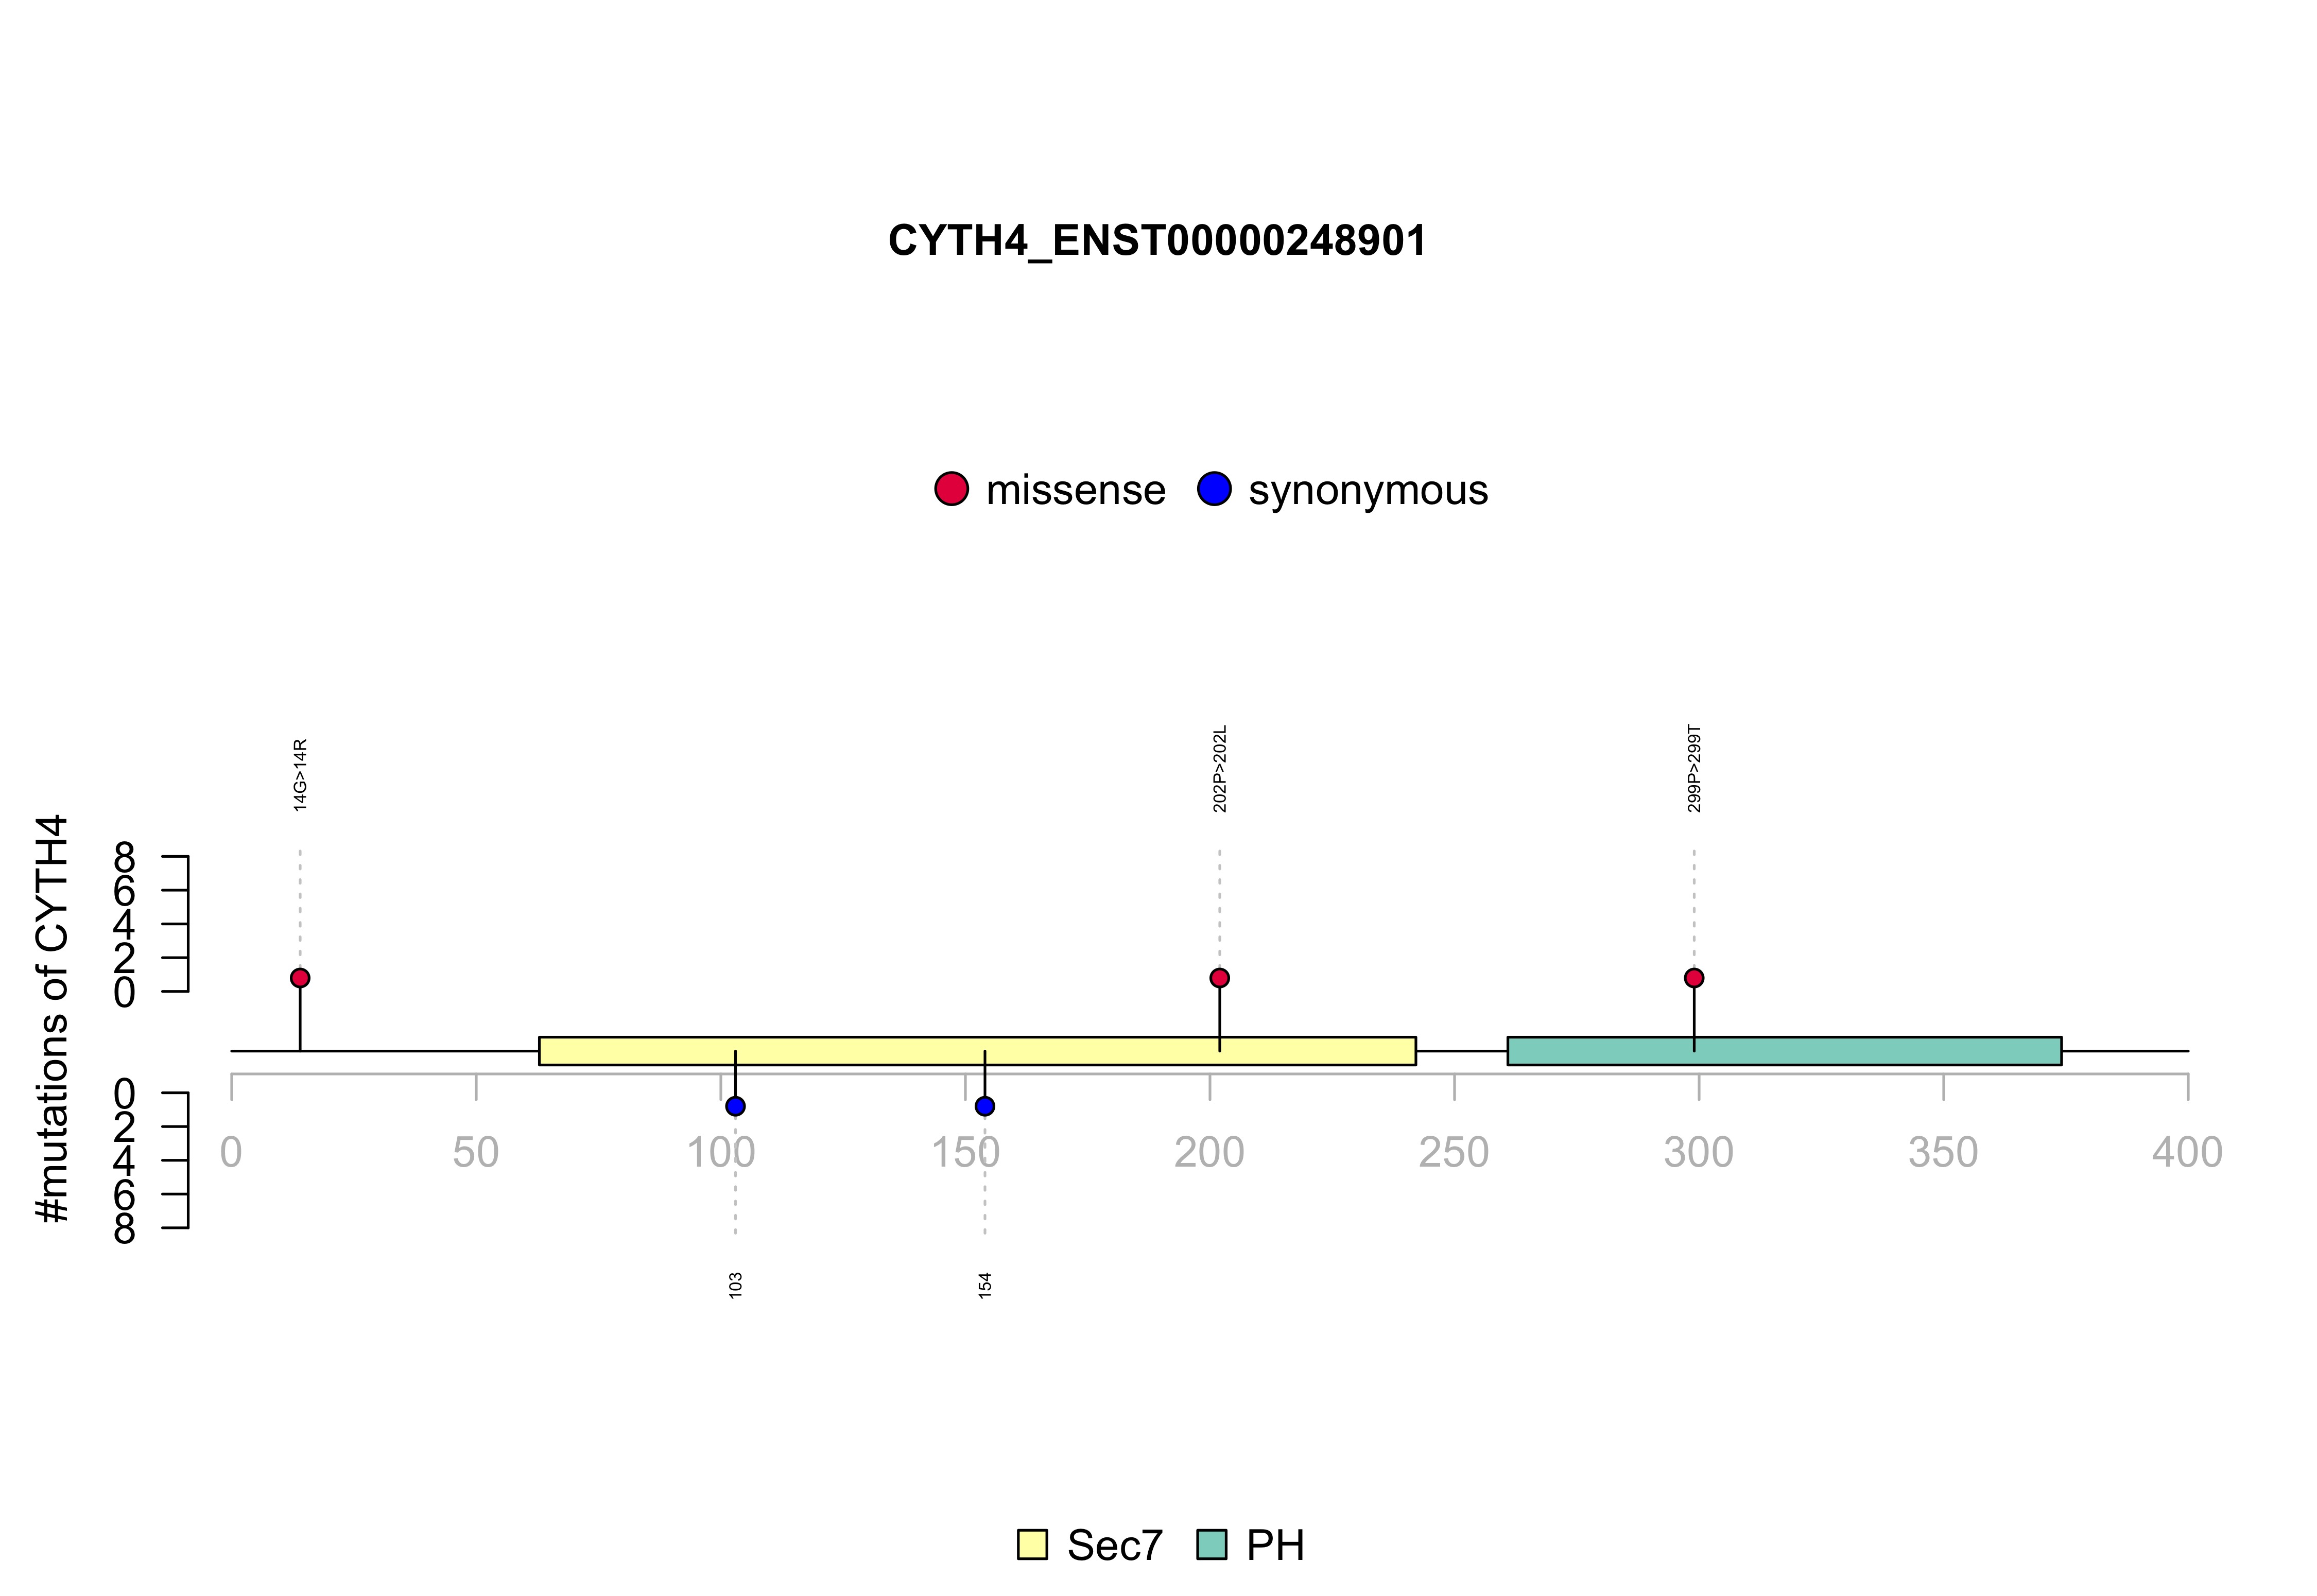 CYTH4_ENST00000248901
missense synonymous
14G>14R 202P>202L 299P>299T
#mutations of CYTH4
8
6
4
2
0
0
2
4
6
8
0 50 100 150 200 250 300 350 400
103 154
Sec7 PH